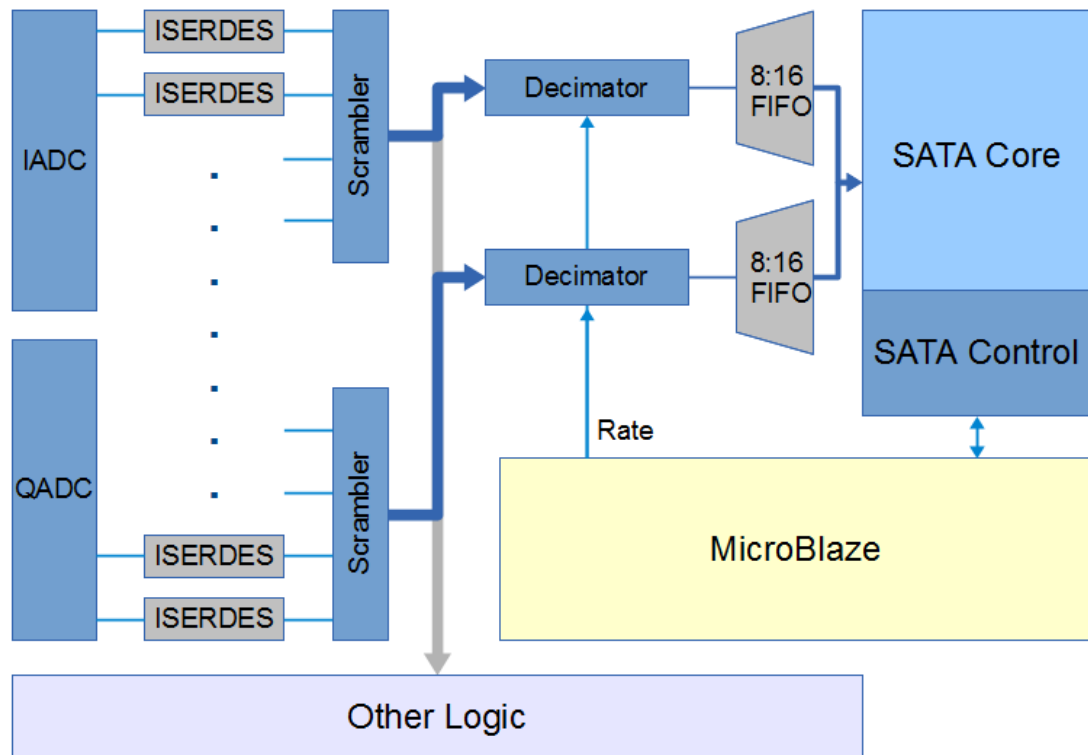 IADC
ISERDES
ISERDES
Scrambler
Decimator
8:16
FIFO
SATA Core
Decimator
8:16
FIFO
SATA Control
QADC
ISERDES
ISERDES
Scrambler
Rate
MicroBlaze
Other Logic